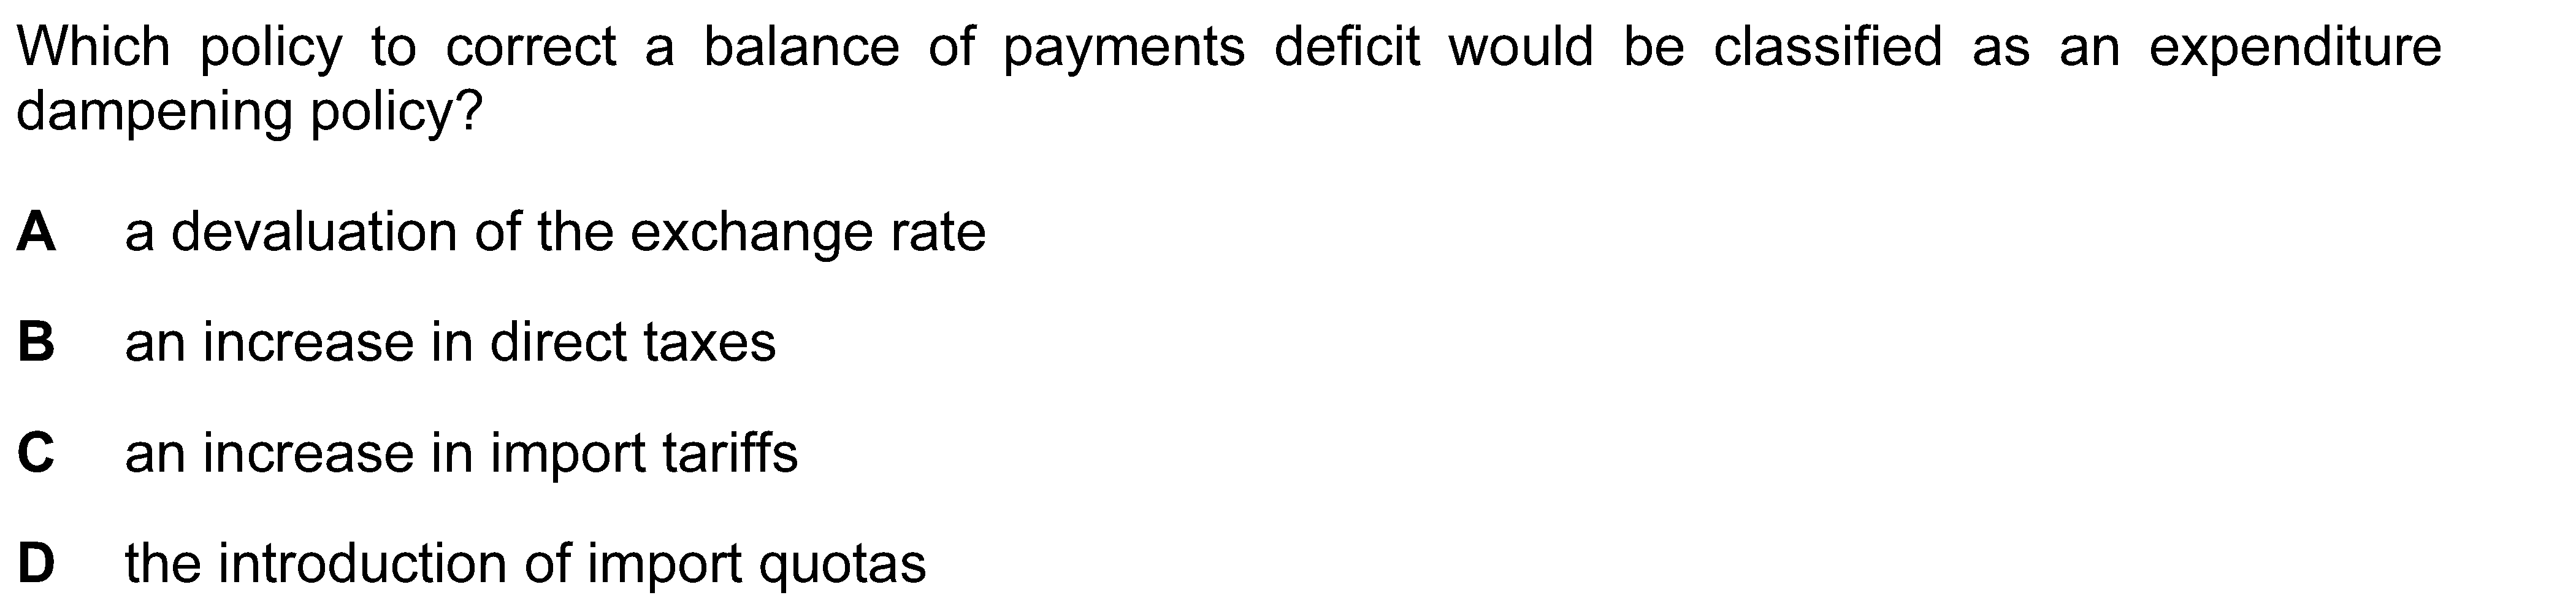 Which policy to correct a balance of payments deficit would be classified as an expenditure
dampening policy?
A a devaluation of the exchange rate
B an increase in direct taxes
C an increase in import tariffs
D the introduction of import quotas